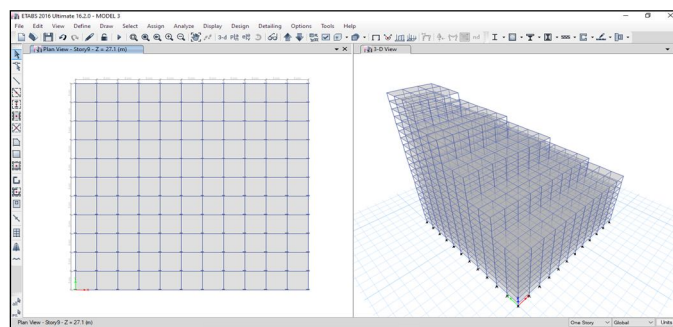 ETABS 2016 Ultimate 16.2.0 - MODEL 3
File Edit View Define Draw Select Assign Analyze Display Design Detailing Options Tools Help
3-d
Plan View - Story9 - Z = 27.1 (m)
3-D View
Plan View - Story9 - Z = 27.1 (m)
One Story Global Units